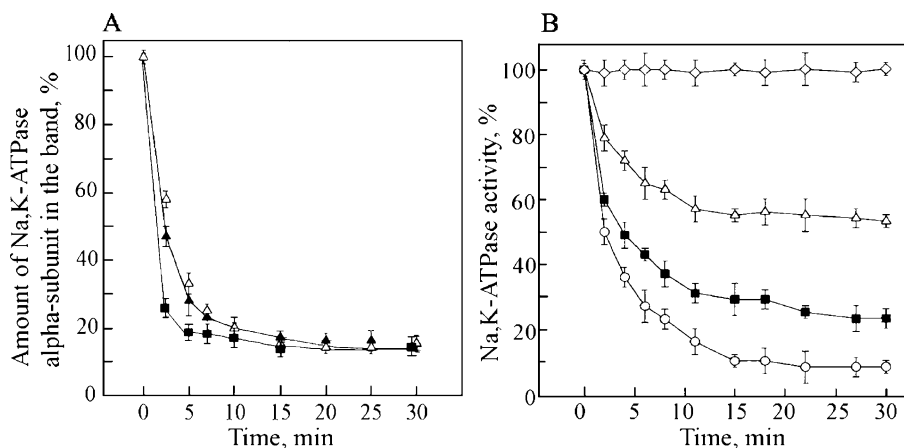 A
Amount of Na,K-ATPase
alpha-subunit in the band, %
100
80
60
40
20
0
0 5 10 15 20 25 30
Time, min
B
Na,K-ATPase activity, %
100
80
60
40
20
0
0 5 10 15 20 25 30
Time, min